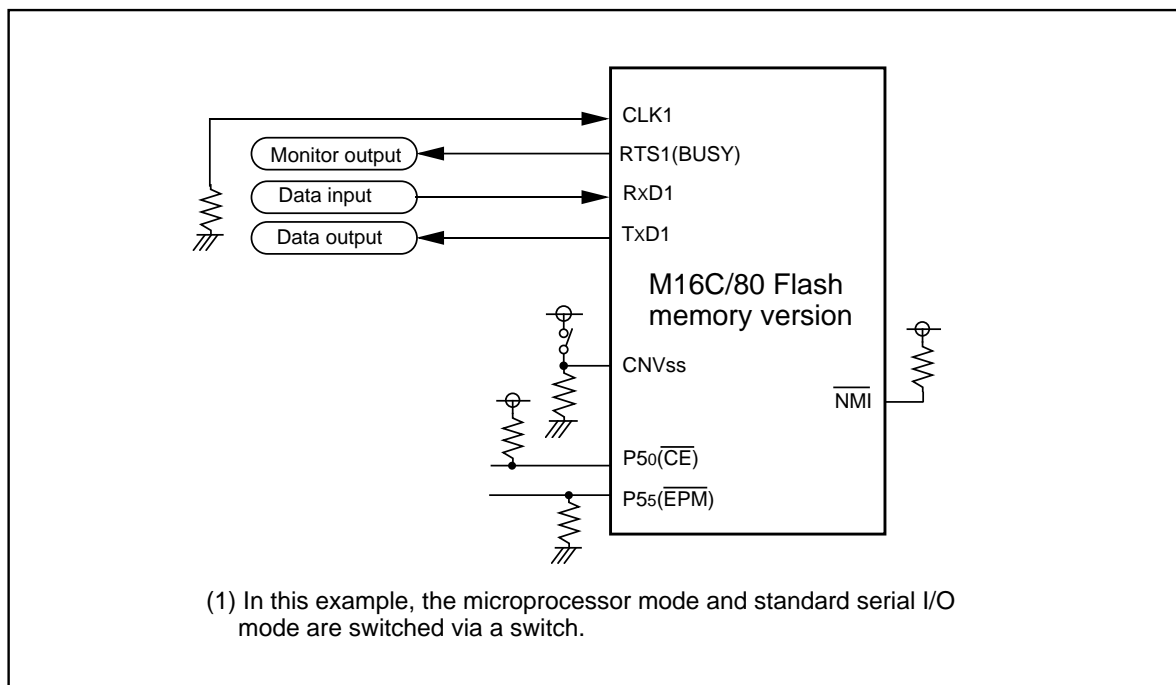 CLK1
Monitor output
RTS1(BUSY)
Data input
RxD1
Data output
TxD1
M16C/80 Flash
memory version
CNVss
NMI
P50(CE)
P55(EPM)
(1) In this example, the microprocessor mode and standard serial I/O
mode are switched via a switch.